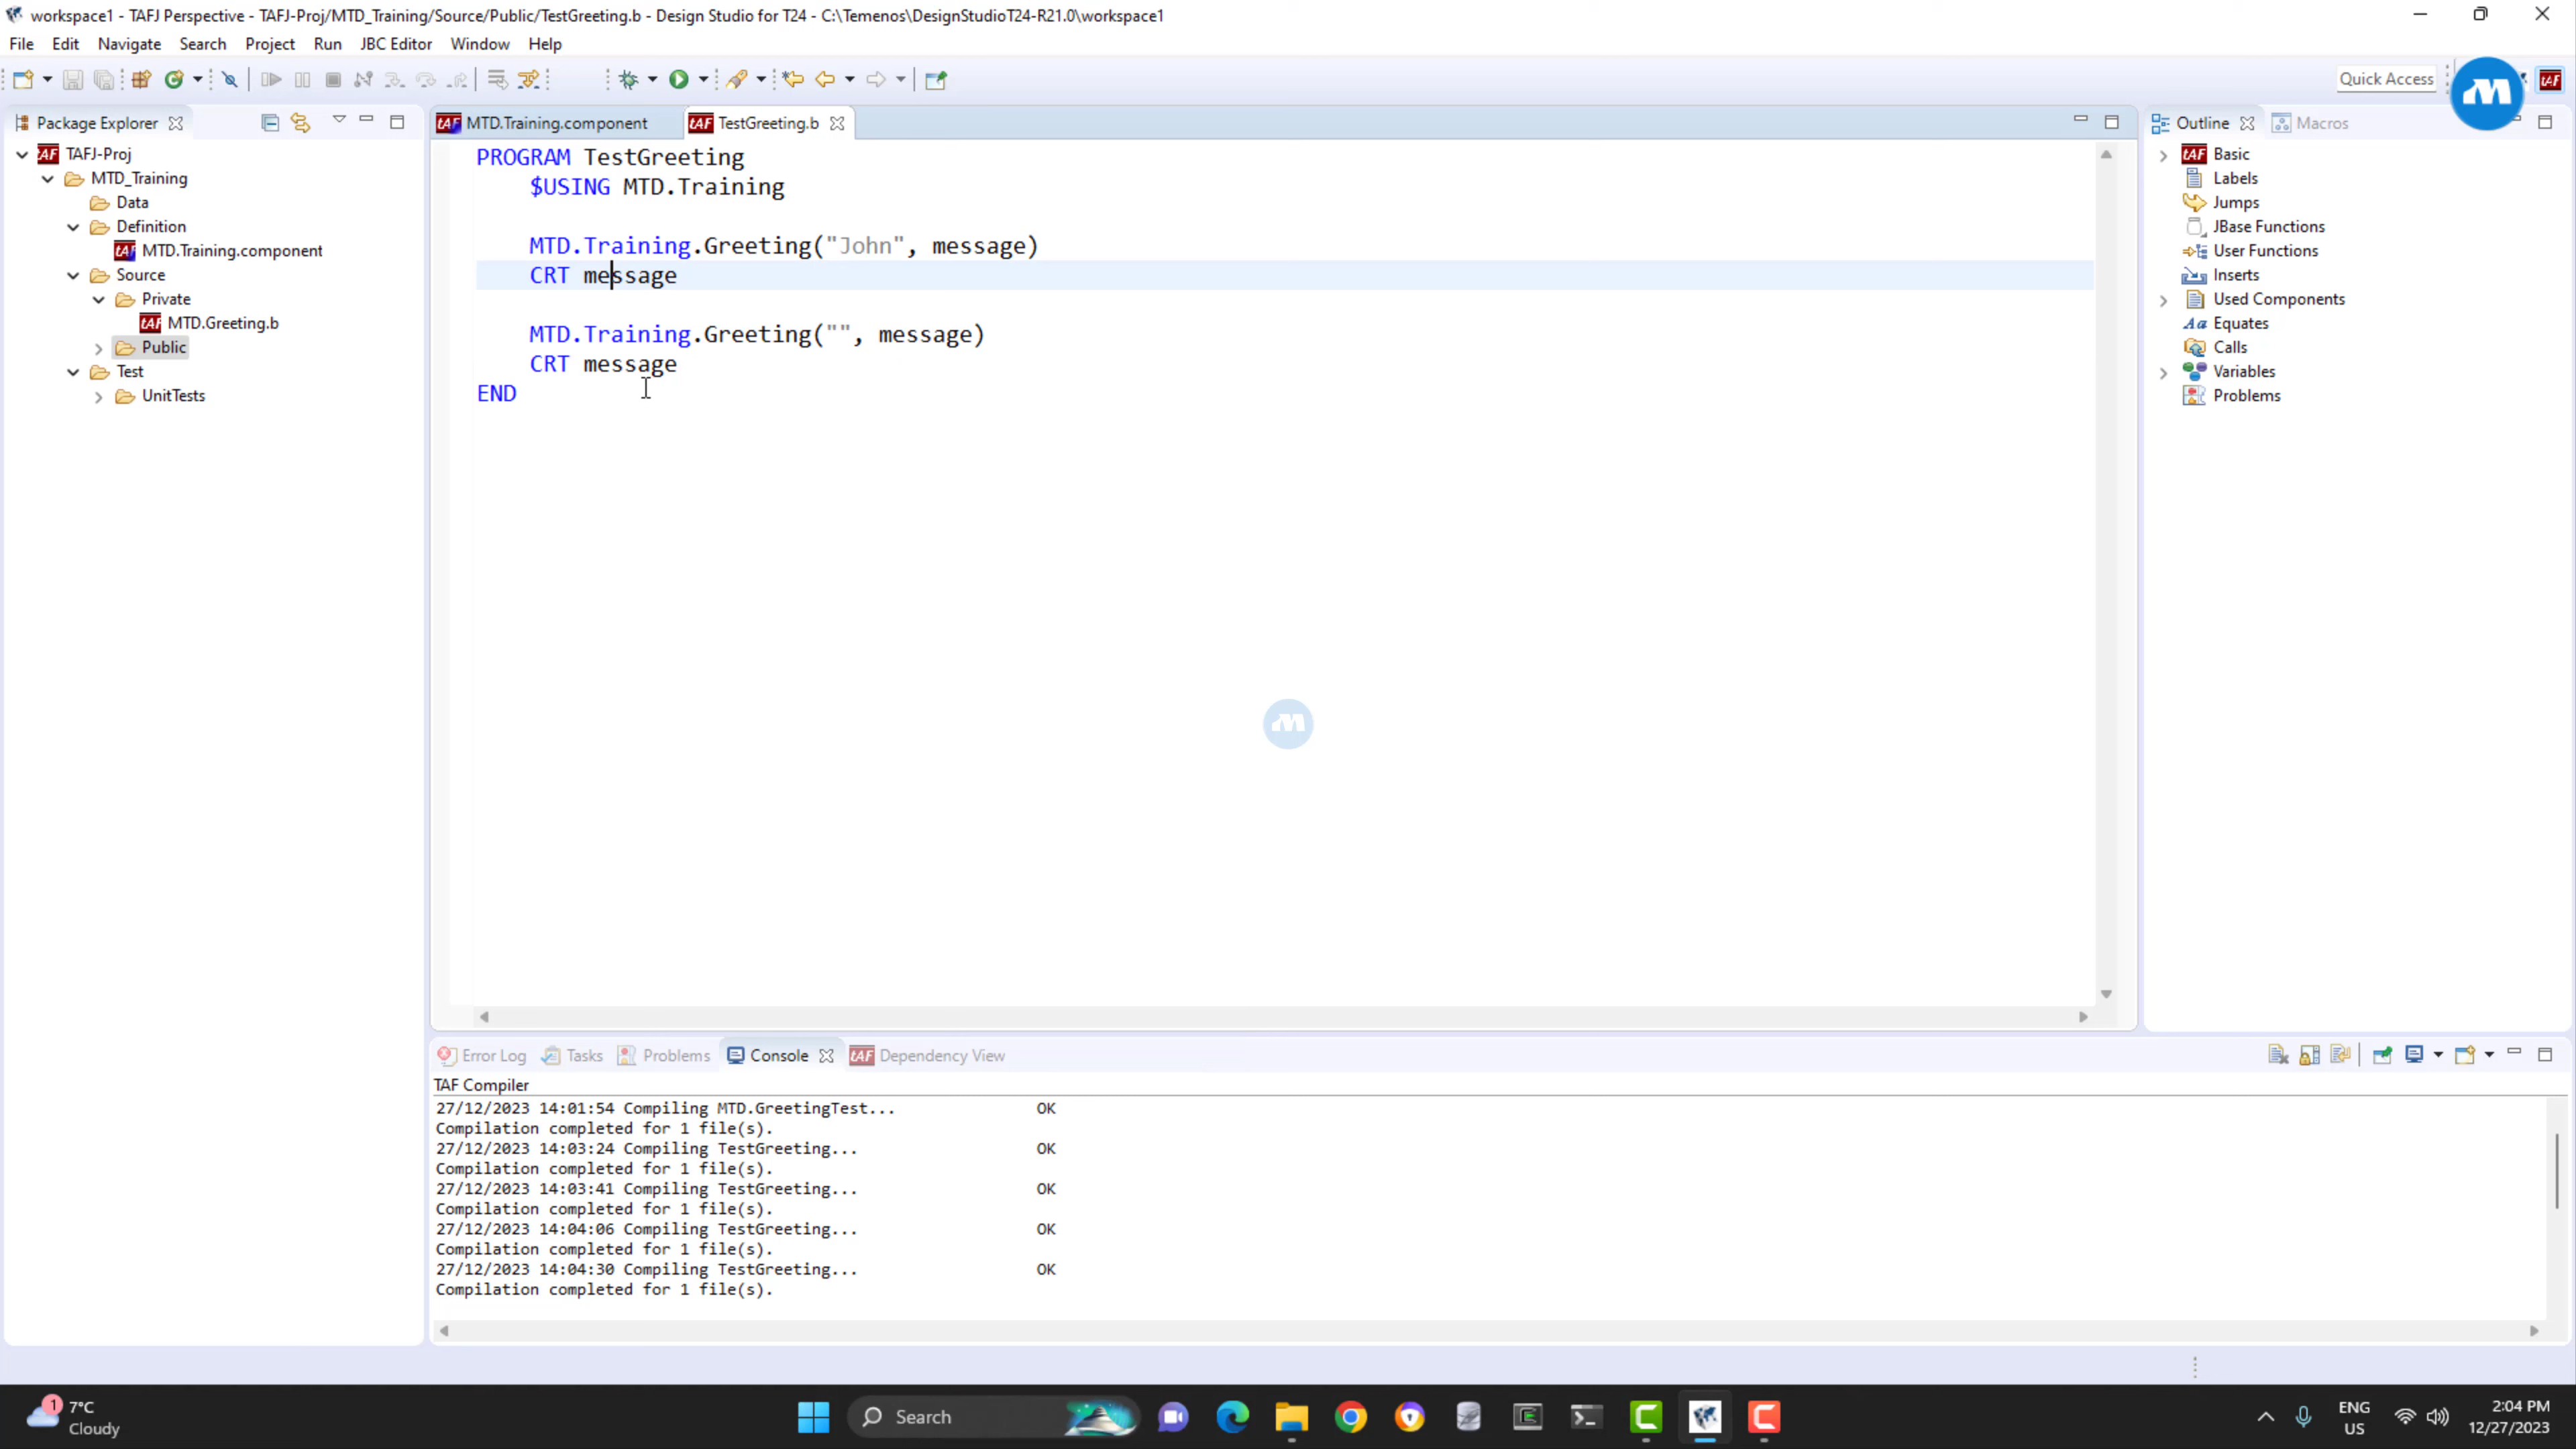 workspace1 - TAFJ Perspective - TAFJ-Proj/MTD_Training/Source/Public/TestGreeting.b - Design Studio for T24 - C:\Temenos\DesignStudioT24-R21.0\workspace1
File Edit Navigate Search Project Run JBC Editor Window Help
Quick Access
Package Explorer
TAFJ-Proj
MTD_Training
Data
Definition
MTD.Training.component
Source
Private
MTD.Greeting.b
Public
Test
UnitTests
MTD.Training.component TestGreeting.b
PROGRAM TestGreeting
$USING MTD.Training
MTD.Training.Greeting("John", message)
CRT message
MTD.Training.Greeting("", message)
CRT message
END
Outline Macros
Basic
Labels
Jumps
JBase Functions
User Functions
Inserts
Used Components
Equates
Calls
Variables
Problems
Error Log Tasks Problems Console Dependency View
TAF Compiler
27/12/2023 14:01:54 Compiling MTD.GreetingTest... OK
Compilation completed for 1 file(s).
27/12/2023 14:03:24 Compiling TestGreeting... OK
Compilation completed for 1 file(s).
27/12/2023 14:03:41 Compiling TestGreeting... OK
Compilation completed for 1 file(s).
27/12/2023 14:04:06 Compiling TestGreeting... OK
Compilation completed for 1 file(s).
27/12/2023 14:04:30 Compiling TestGreeting... OK
Compilation completed for 1 file(s).
1
7°C
Cloudy
Search
ENG
US
2:04 PM
12/27/2023